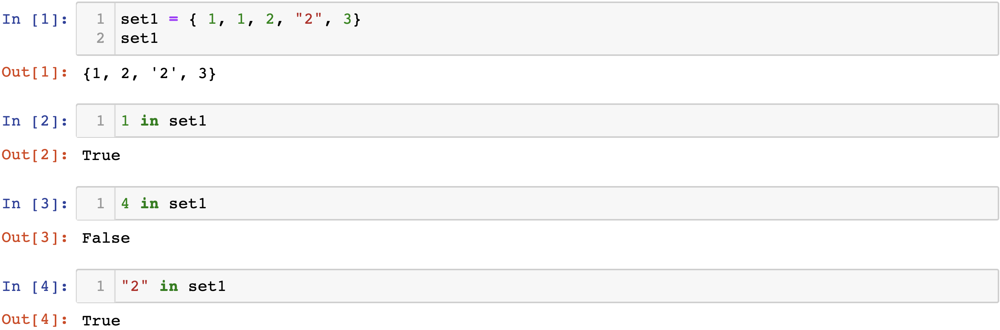 In [1]: 1 set1 = { 1, 1, 2, "2", 3}
2 set1
Out[1]: {1, 2, '2', 3}
In [2]: 1 1 in set1
Out[2]: True
In [3]: 1 4 in set1
Out[3]: False
In [4]: 1 "2" in set1
Out[4]: True